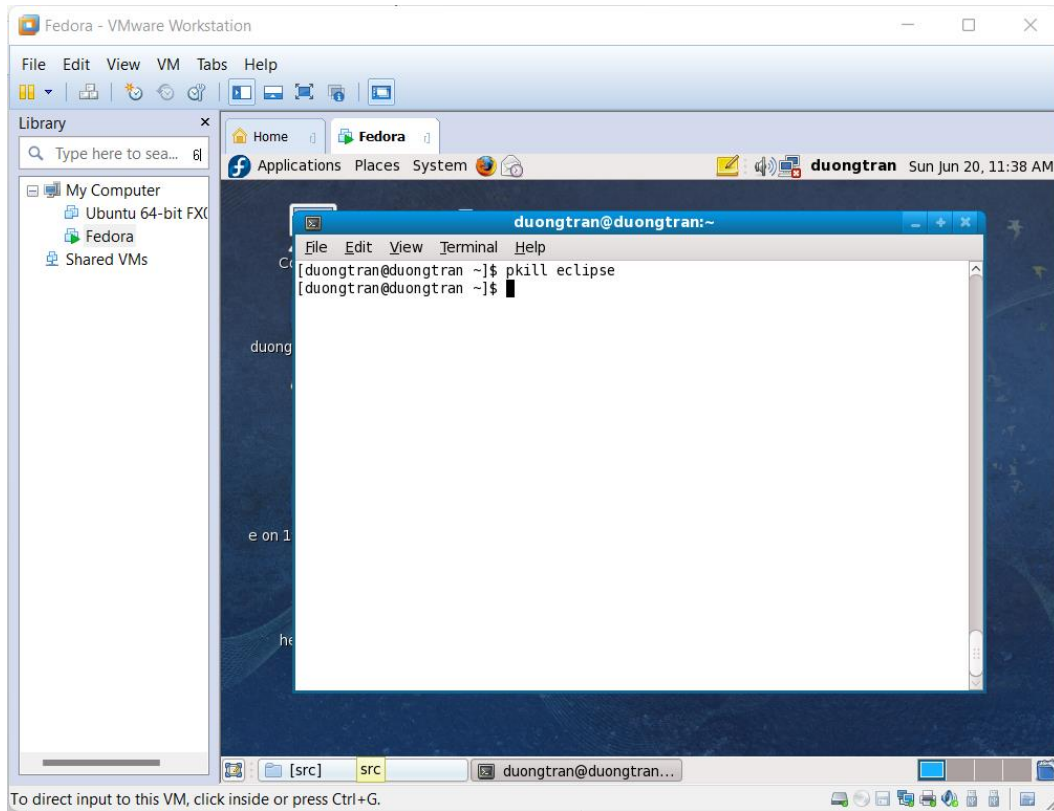 Fedora - VMware Workstation
File Edit View VM Tabs Help
Library
Type here to sea...
My Computer
Ubuntu 64-bit FX
Fedora
Shared VMs
Home
Fedora
Applications Places System
duongtran Sun Jun 20, 11:38 AM
duongtran@duongtran:~
File Edit View Terminal Help
[duongtran@duongtran ~]$ pkill eclipse
[duongtran@duongtran ~]$
duong
e on 1
[src]
src
duongtran@duongtran...
To direct input to this VM, click inside or press Ctrl+G.